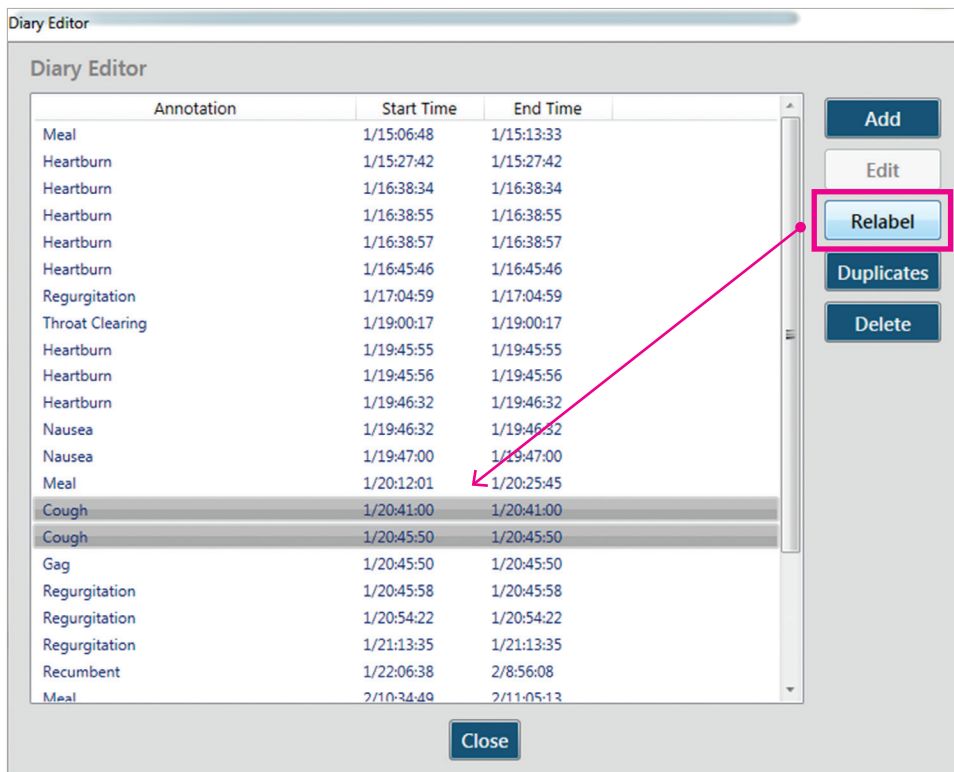 Diary Editor
Diary Editor
Annotation Start Time End Time
Meal 1/15:06:48 1/15:13:33
Heartburn 1/15:27:42 1/15:27:42
Heartburn 1/16:38:34 1/16:38:34
Heartburn 1/16:38:55 1/16:38:55
Heartburn 1/16:38:57 1/16:38:57
Heartburn 1/16:45:46 1/16:45:46
Regurgitation 1/17:04:59 1/17:04:59
Throat Clearing 1/19:00:17 1/19:00:17
Heartburn 1/19:45:55 1/19:45:55
Heartburn 1/19:45:56 1/19:45:56
Heartburn 1/19:46:32 1/19:46:32
Nausea 1/19:46:32 1/19:46:32
Nausea 1/19:47:00 1/19:47:00
Meal 1/20:12:01 1/20:25:45
Cough 1/20:41:00 1/20:41:00
Cough 1/20:45:50 1/20:45:50
Gag 1/20:45:50 1/20:45:50
Regurgitation 1/20:45:58 1/20:45:58
Regurgitation 1/20:54:22 1/20:54:22
Regurgitation 1/21:13:35 1/21:13:35
Recumbent 1/22:06:38 2/8:56:08
Meal 2/10:34:49 2/11:05:13
Add
Edit
Relabel
Duplicates
Delete
Close